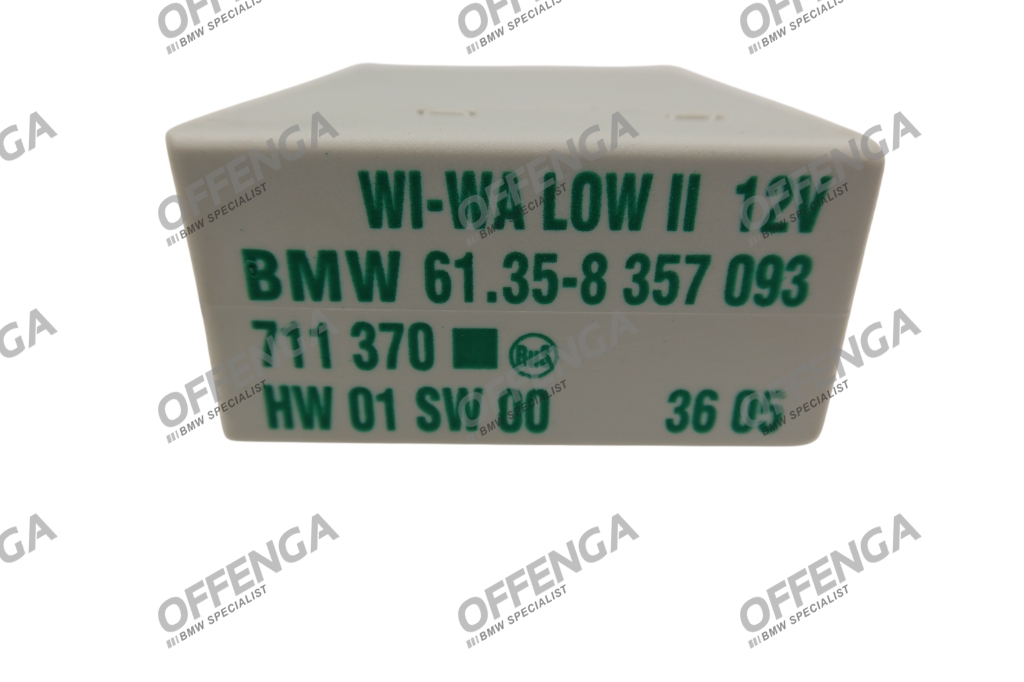 OFFENGA
BMW SPECIALIST
WI-WA LOW II 12V
BMW 61.35-8 357 093
711 370
HW 01 SW 00 36